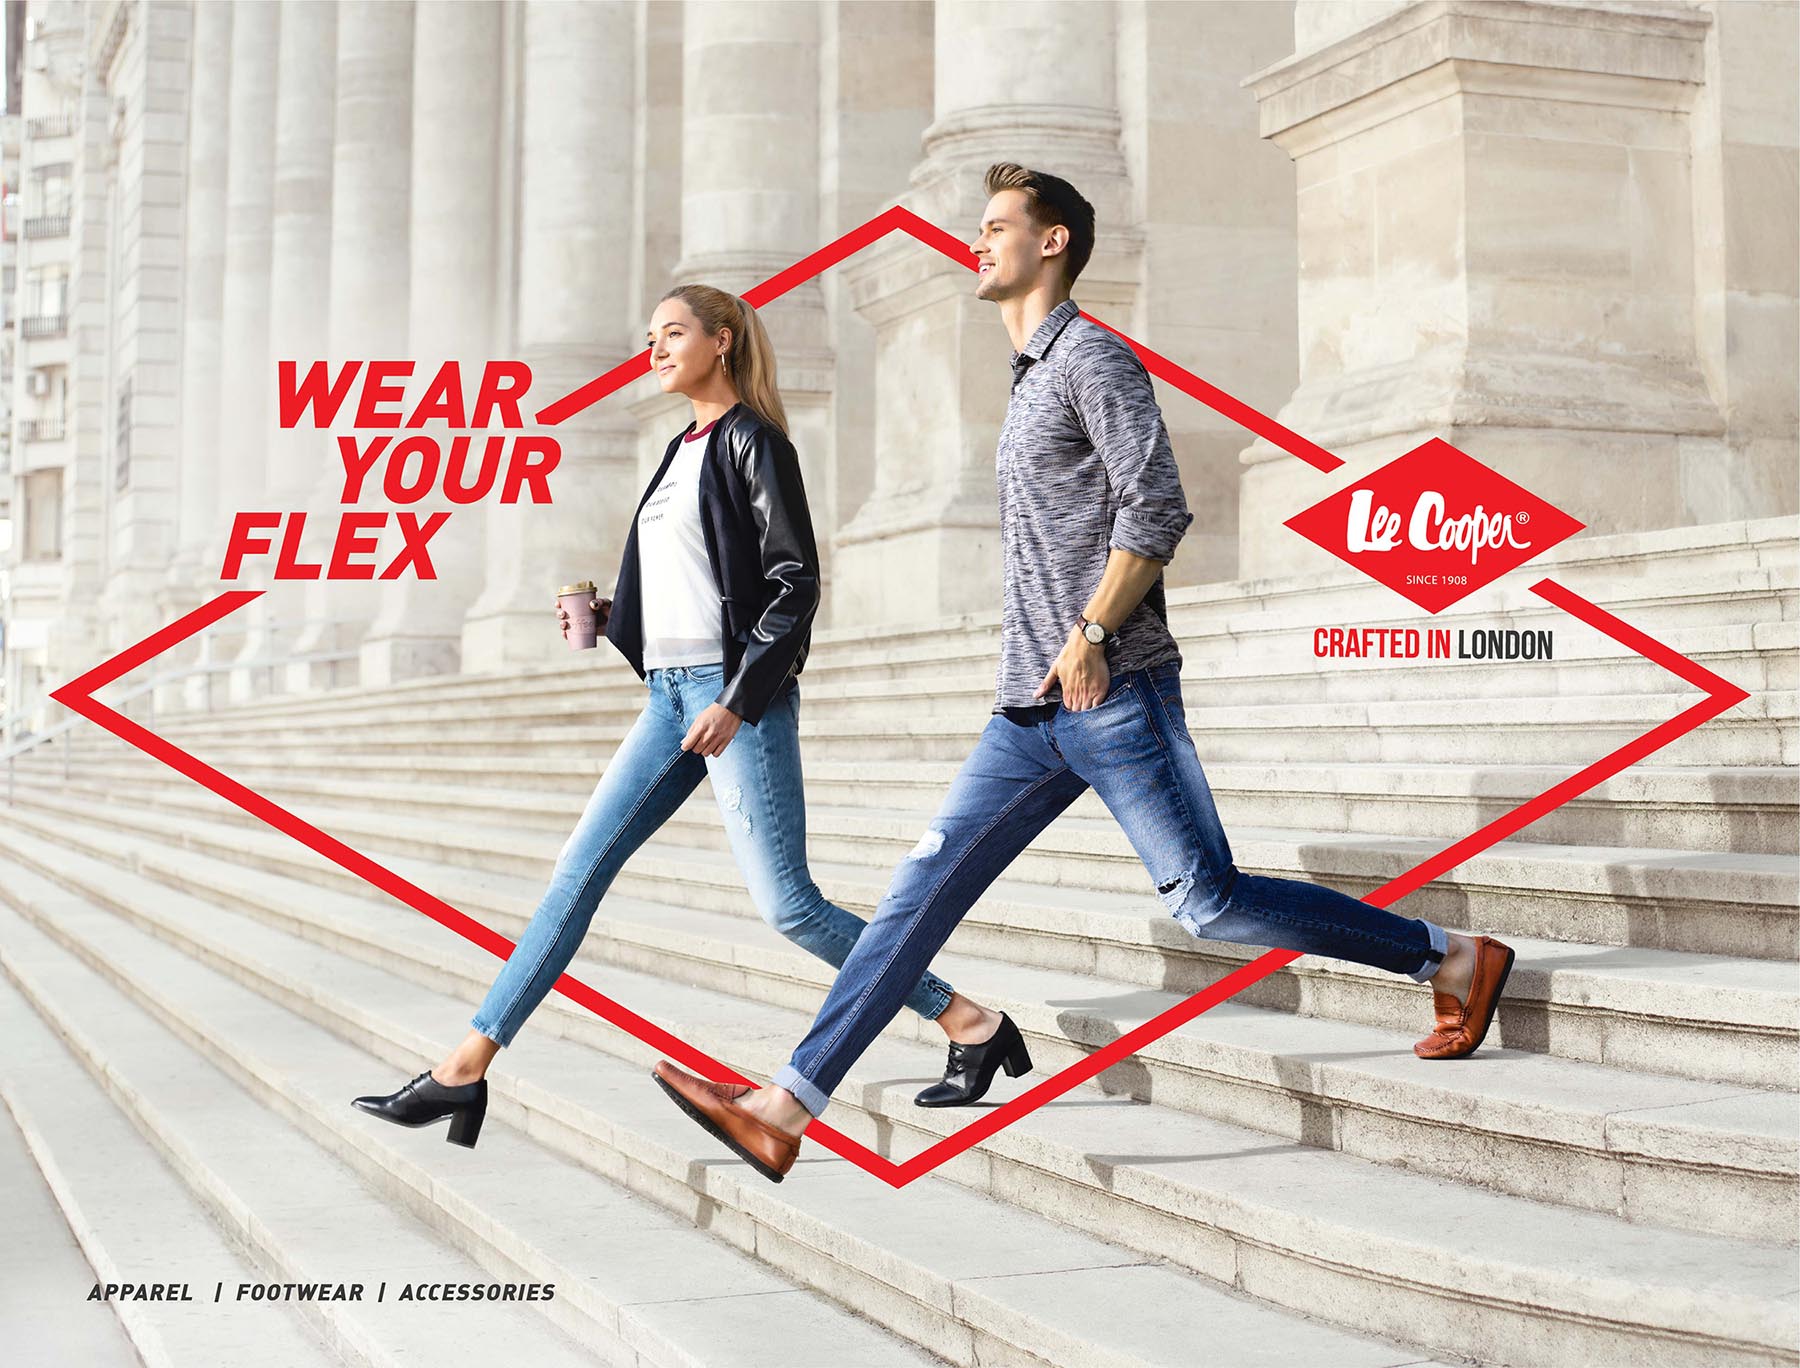 WEAR
YOUR
FLEX
Lee Cooper®
SINCE 1908
CRAFTED IN LONDON
APPAREL | FOOTWEAR | ACCESSORIES